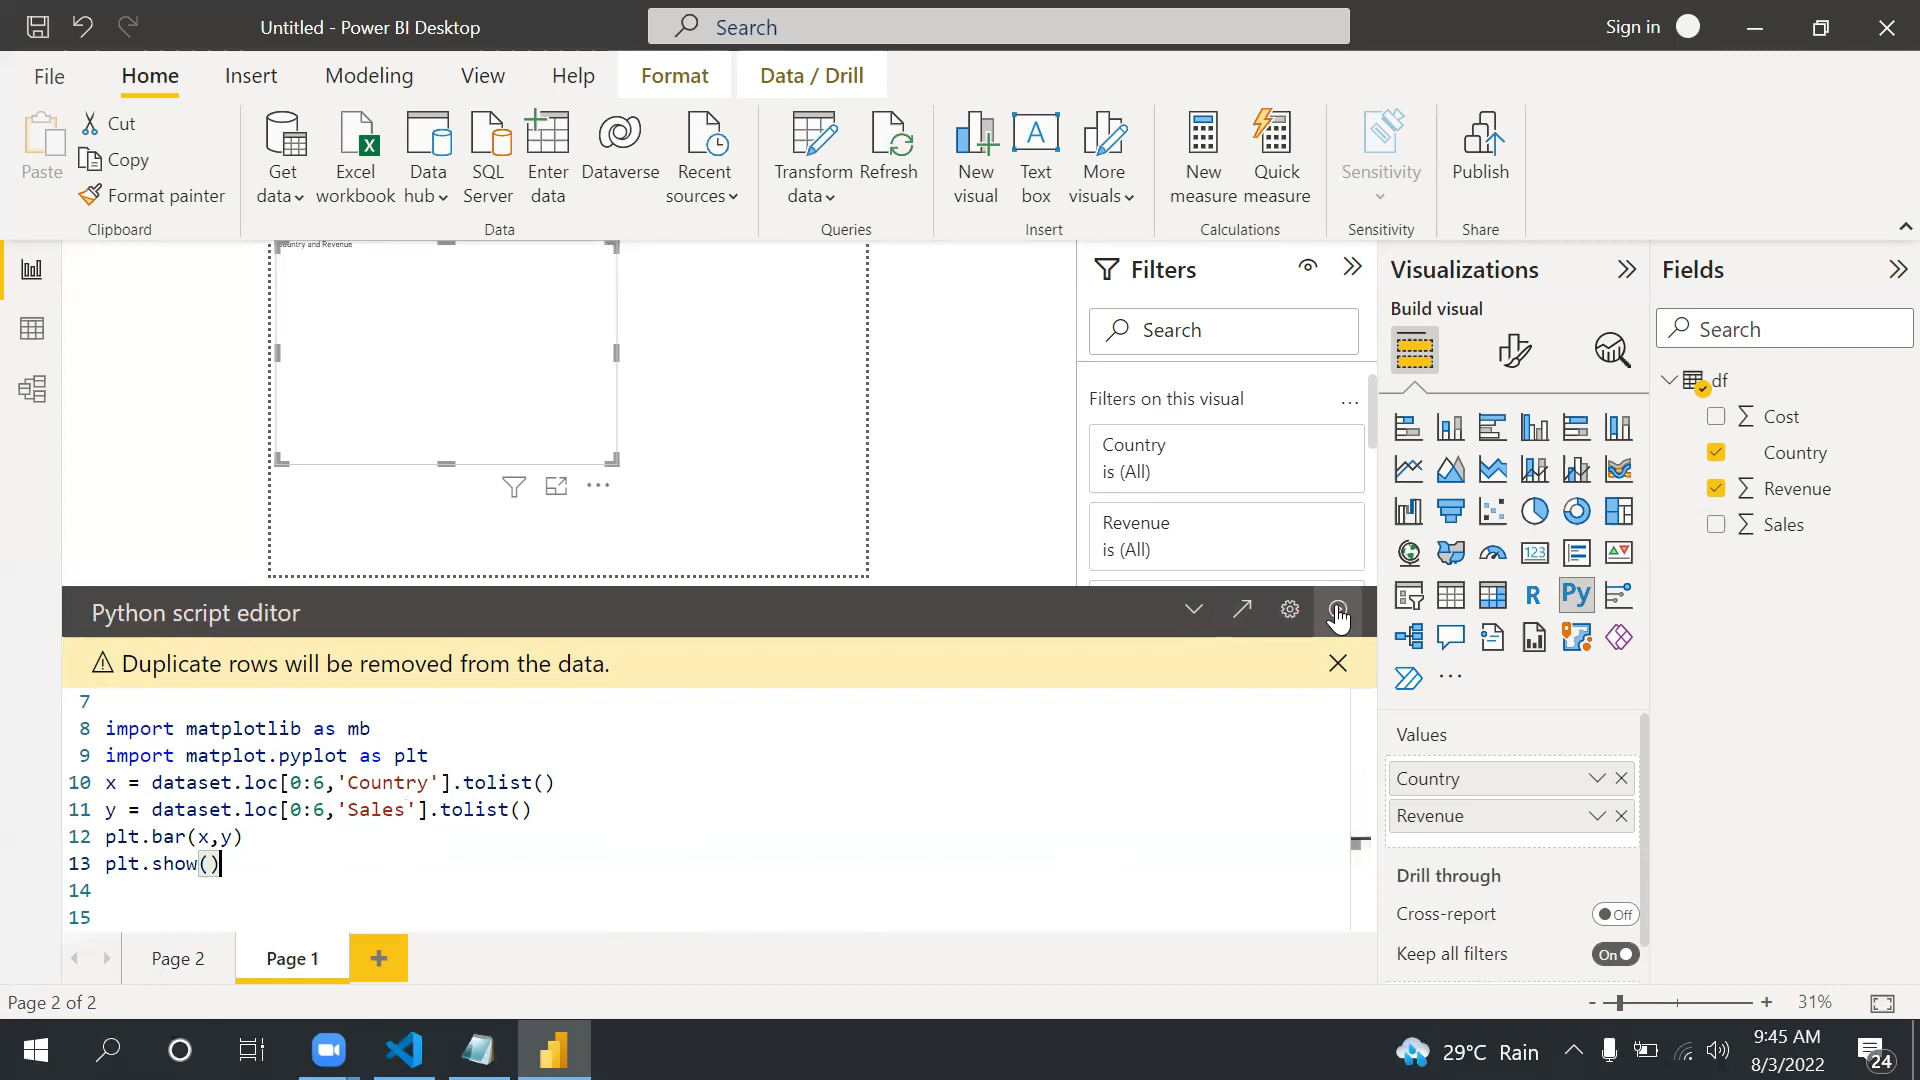 Untitled - Power BI Desktop
Search
Sign in
File
Home
Insert
Modeling
View
Help
Format
Data / Drill
Paste
Cut
Copy
Format painter
Clipboard
Get data
Excel workbook
Data hub
SQL Server
Enter data
Dataverse
Recent sources
Data
Transform data
Refresh
Queries
New visual
Text box
More visuals
Insert
New measure
Quick measure
Calculations
Sensitivity
Sensitivity
Publish
Share
Country and Revenue
Filters
Search
Filters on this visual
...
Country
is (All)
Revenue
is (All)
Visualizations
Build visual
123
R
Py
...
Values
Country
Revenue
Drill through
Cross-report
Off
Keep all filters
On
Fields
Search
df
Cost
Country
Revenue
Sales
Python script editor
Duplicate rows will be removed from the data.
7
8 import matplotlib as mb
9 import matplot.pyplot as plt
10 x = dataset.loc[0:6,'Country'].tolist()
11 y = dataset.loc[0:6,'Sales'].tolist()
12 plt.bar(x,y)
13 plt.show()
14
15
Page 2
Page 1
+
Page 2 of 2
- + 31%
29°C Rain
9:45 AM
8/3/2022
24